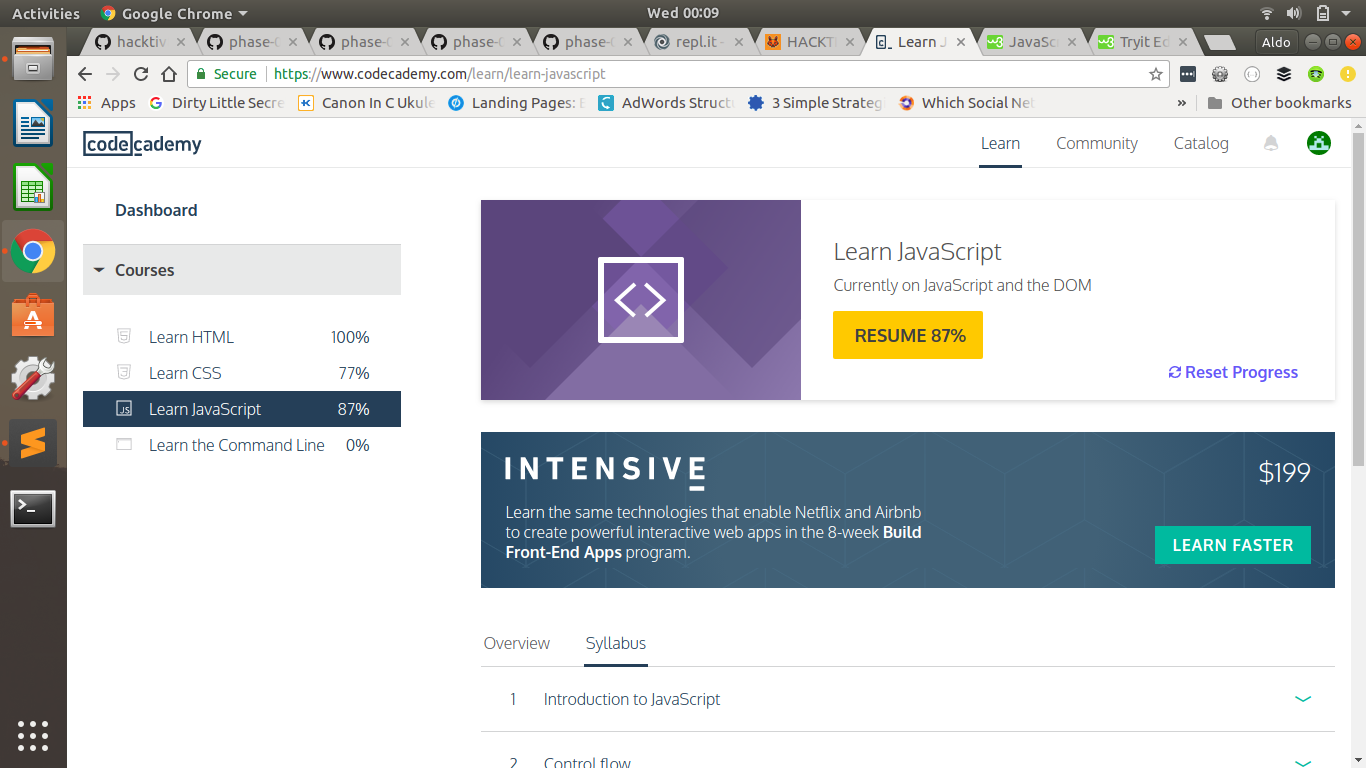 Activities
Google Chrome
Wed 00:09
hacktiv
phase-0
phase-0
phase-0
phase-0
repl.it -
HACKT
Learn J
JavaSc
Tryit Ed
Aldo
Secure
https://www.codecademy.com/learn/learn-javascript
Apps
Dirty Little Secre
Canon In C Ukule
Landing Pages:
AdWords Struct
3 Simple Strateg
Which Social Net
»
Other bookmarks
codecademy
Learn
Community
Catalog
Dashboard
Courses
Learn HTML 100%
Learn CSS 77%
JS Learn JavaScript 87%
Learn the Command Line 0%
Learn JavaScript
Currently on JavaScript and the DOM
RESUME 87%
Reset Progress
INTENSIVE
$199
Learn the same technologies that enable Netflix and Airbnb
to create powerful interactive web apps in the 8-week Build
Front-End Apps program.
LEARN FASTER
Overview
Syllabus
1 Introduction to JavaScript
2 Control flow